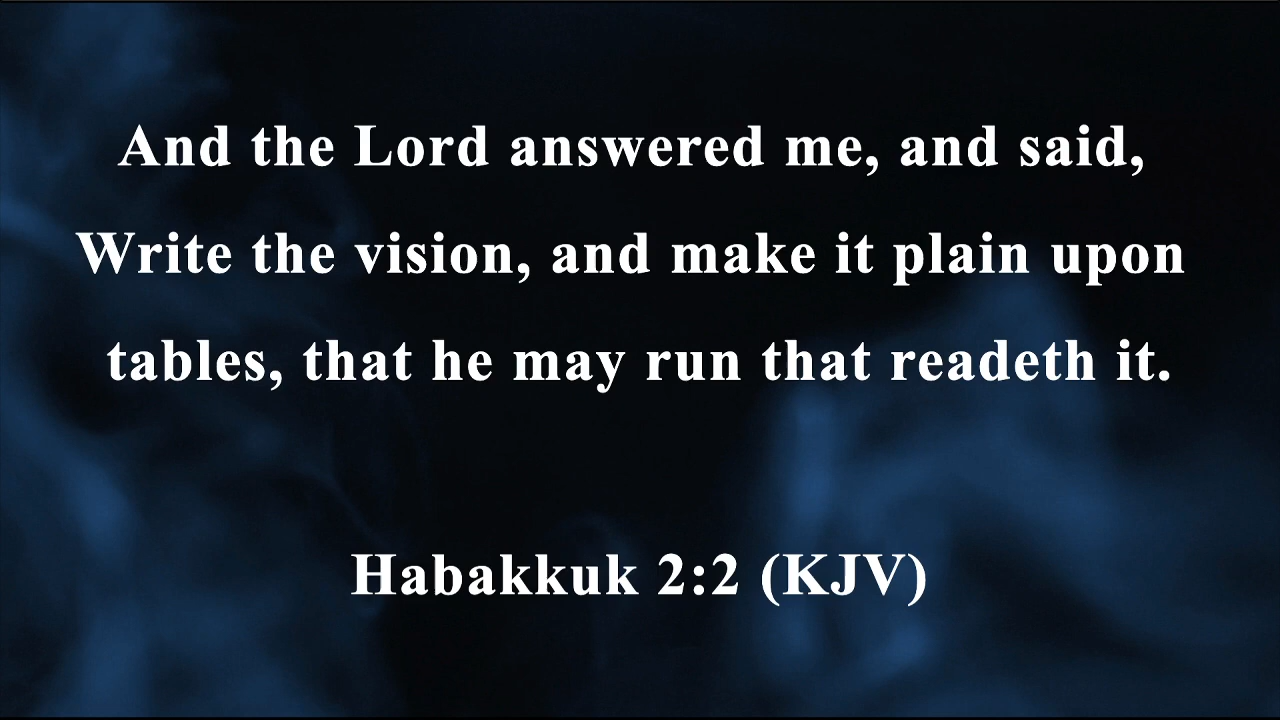 And the Lord answered me, and said,
Write the vision, and make it plain upon
tables, that he may run that readeth it.
Habakkuk 2:2 (KJV)